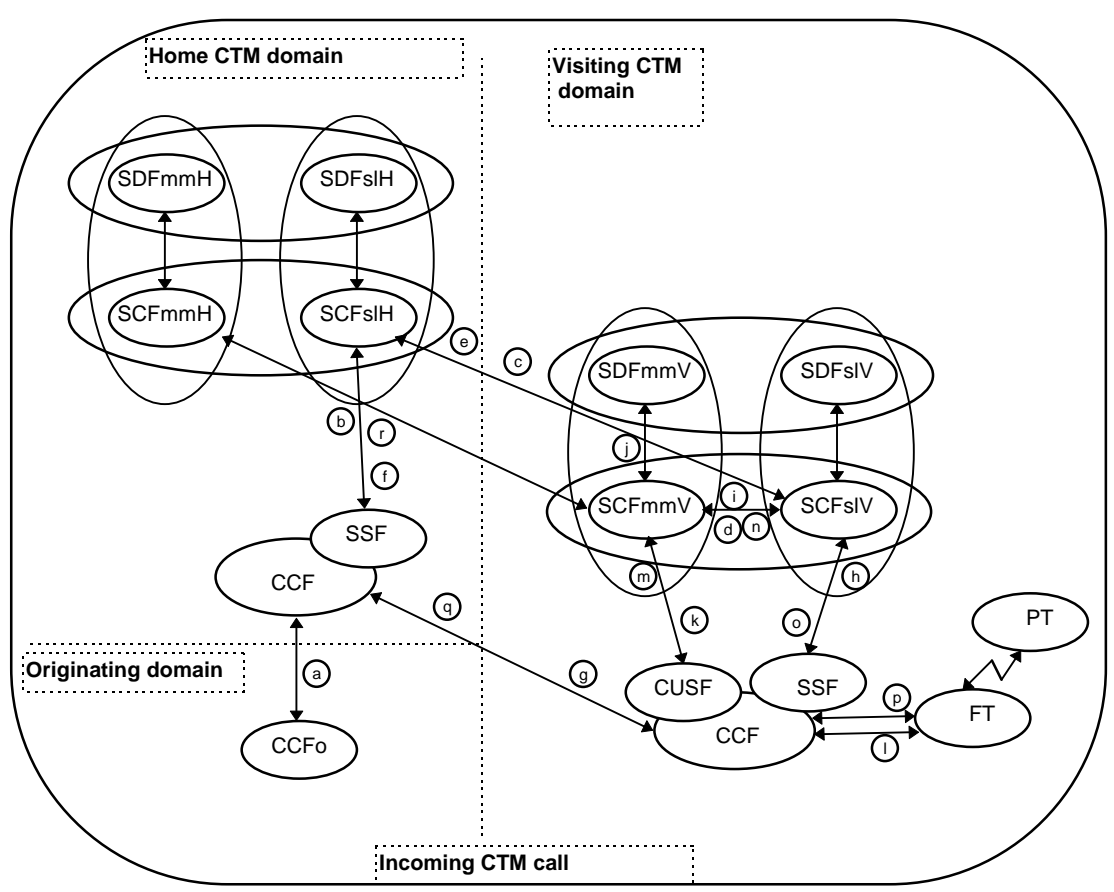 Home CTM domain
Visiting CTM
domain
SDFmmH
SDFslH
SCFmmH
SCFslH
e
c
SDFmmV
SDFslV
b
r
j
f
i
SCFmmV
SCFslV
d
n
SSF
CCF
m
h
q
k
o
PT
Originating domain
a
g
CUSF
SSF
p
FT
CCFo
CCF
l
Incoming CTM call